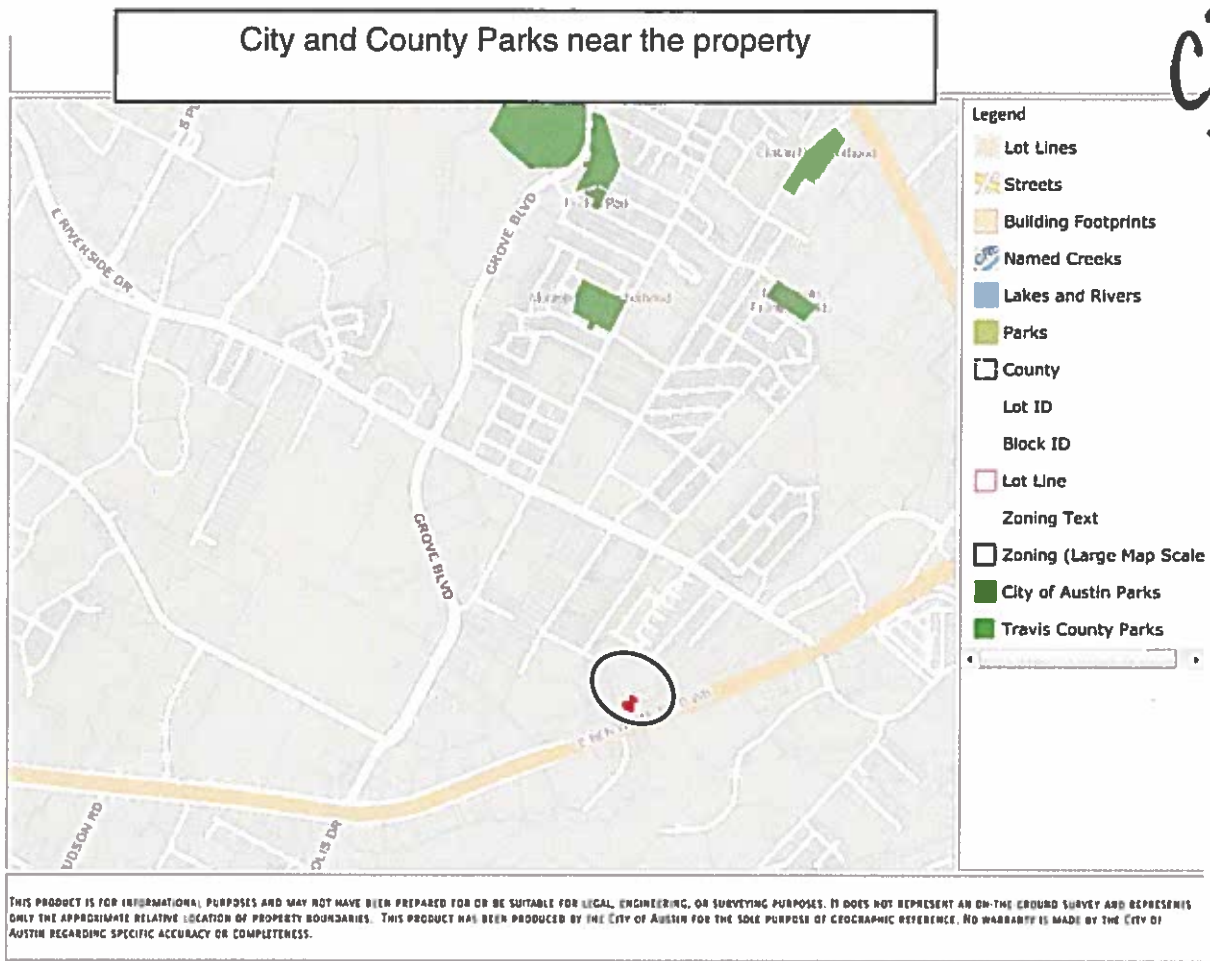 City and County Parks near the property
C
Legend
Lot Lines
Streets
Building Footprints
Named Creeks
Lakes and Rivers
Parks
County
Lot ID
Block ID
Lot Line
Zoning Text
Zoning (Large Map Scale
City of Austin Parks
Travis County Parks
E RIVERSIDE DR
GROVE BLVD
GROVE BLVD
UDSON RD
OLIS DR
THIS PRODUCT IS FOR INFORMATIONAL PURPOSES AND MAY NOT HAVE BEEN PREPARED FOR OR BE SUITABLE FOR LEGAL, ENGINEERING, OR SURVEYING PURPOSES. IT DOES NOT REPRESENT AN ON-THE GROUND SURVEY AND REPRESENTS
ONLY THE APPROXIMATE RELATIVE LOCATION OF PROPERTY BOUNDARIES. THIS PRODUCT HAS BEEN PRODUCED BY THE CITY OF AUSTIN FOR THE SOLE PURPOSE OF GEOGRAPHIC REFERENCE. NO WARRANTY IS MADE BY THE CITY OF
AUSTIN REGARDING SPECIFIC ACCURACY OR COMPLETENESS.